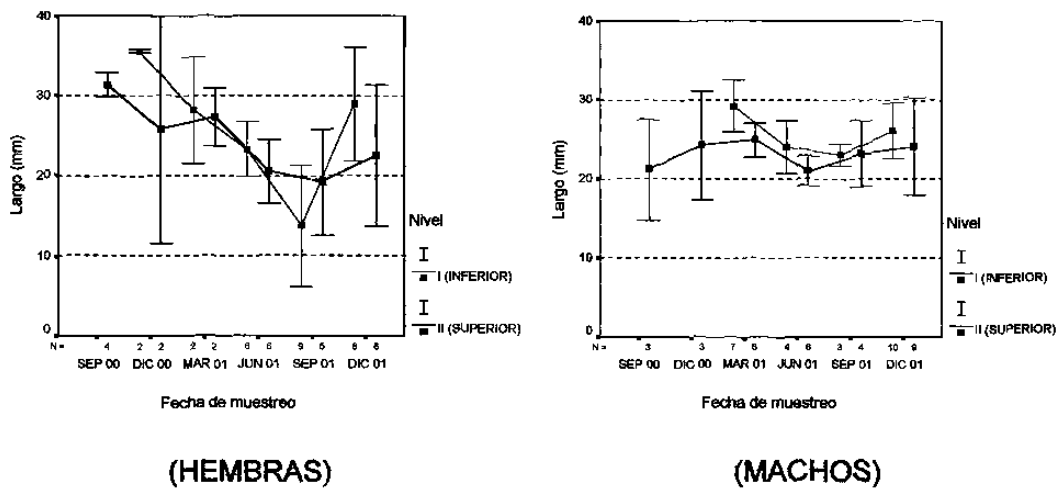 40
30
20
10
0
Largo (mm)
N = 4 2 2 2 2 6 6 9 5 8 8
SEP 00 DIC 00 MAR 01 JUN 01 SEP 01 DIC 01
Fecha de muestreo
Nivel
I (INFERIOR)
II (SUPERIOR)
(HEMBRAS)
40
30
20
10
0
Largo (mm)
N = 3 3 7 5 4 6 3 4 10 9
SEP 00 DIC 00 MAR 01 JUN 01 SEP 01 DIC 01
Fecha de muestreo
Nivel
I (INFERIOR)
II (SUPERIOR)
(MACHOS)